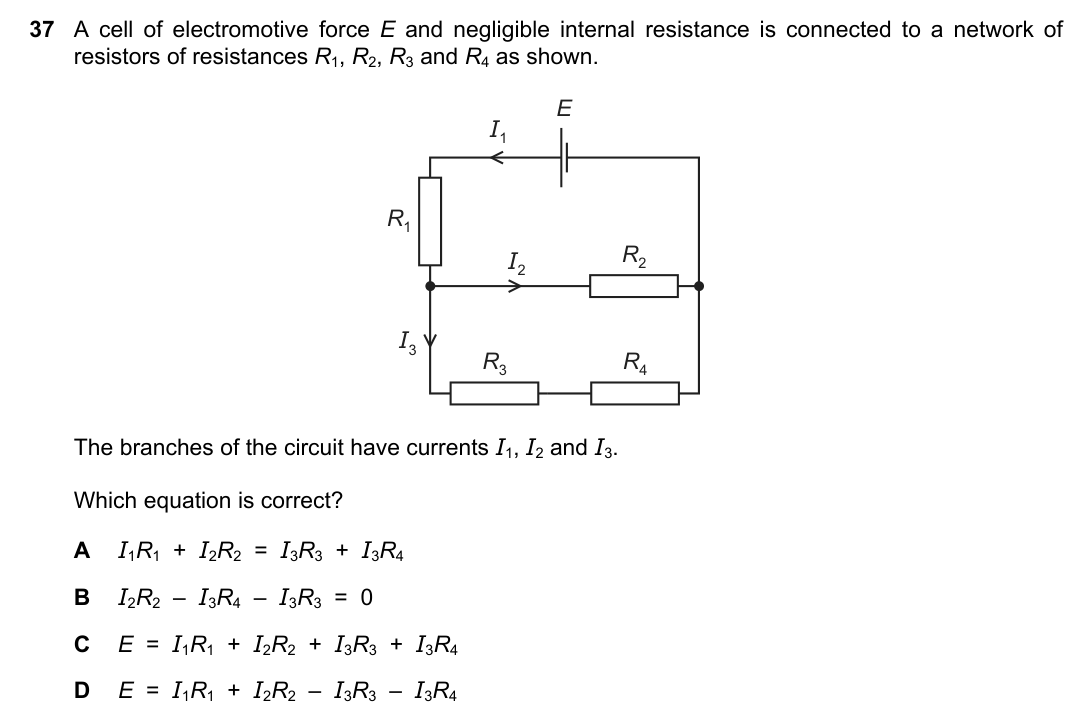 37 A cell of electromotive force E and negligible internal resistance is connected to a network of
resistors of resistances R₁, R₂, R₃ and R₄ as shown.
E
I₁
R₁
I₂
R₂
I₃
R₃
R₄
The branches of the circuit have currents I₁, I₂ and I₃.
Which equation is correct?
A I₁R₁ + I₂R₂ = I₃R₃ + I₃R₄
B I₂R₂ – I₃R₄ – I₃R₃ = 0
C E = I₁R₁ + I₂R₂ + I₃R₃ + I₃R₄
D E = I₁R₁ + I₂R₂ – I₃R₃ – I₃R₄